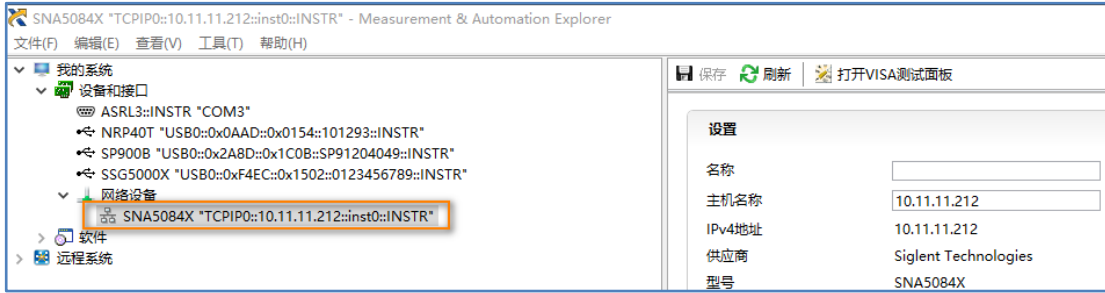 SNA5084X "TCPIP0::10.11.11.212::inst0::INSTR" - Measurement & Automation Explorer
文件(F) 编辑(E) 查看(V) 工具(T) 帮助(H)
我的系统
设备和接口
ASRL3::INSTR "COM3"
NRP40T "USB0::0x0AAD::0x0154::101293::INSTR"
SP900B "USB0::0x2A8D::0x1C0B::SP91204049::INSTR"
SSG5000X "USB0::0xF4EC::0x1502::0123456789::INSTR"
网络设备
SNA5084X "TCPIP0::10.11.11.212::inst0::INSTR"
软件
远程系统
保存 刷新 打开VISA测试面板
设置
名称
主机名称 10.11.11.212
IPv4地址 10.11.11.212
供应商 Siglent Technologies
型号 SNA5084X